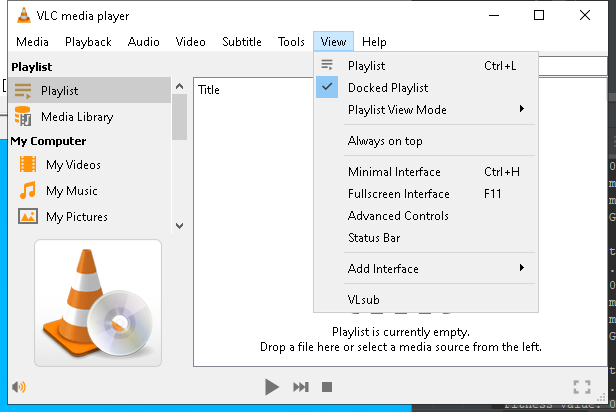 VLC media player
Media Playback Audio Video Subtitle Tools View Help
Playlist
Playlist
Media Library
My Computer
My Videos
My Music
My Pictures
Title
Playlist Ctrl+L
Docked Playlist
Playlist View Mode
Always on top
Minimal Interface Ctrl+H
Fullscreen Interface F11
Advanced Controls
Status Bar
Add Interface
VLsub
Playlist is currently empty.
Drop a file here or select a media source from the left.